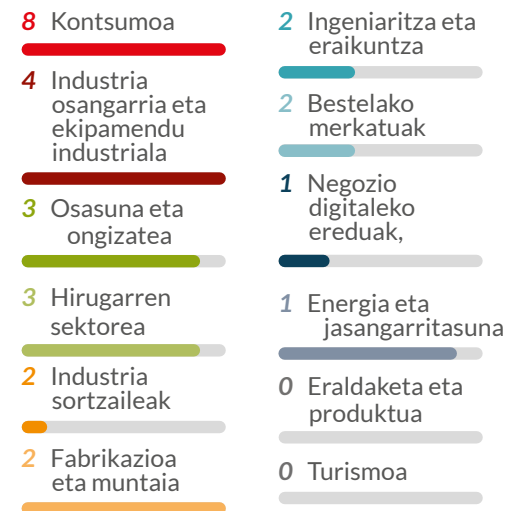 8 Kontsumoa
4 Industria
osangarria eta
ekipamendu
industriala
3 Osasuna eta
ongizatea
3 Hirugarren
sektorea
2 Industria
sortzaileak
2 Fabrikazioa
eta muntaia
2 Ingeniaritza eta
eraikuntza
2 Bestelako
merkatuak
1 Negozio
digitaleko
ereduak,
1 Energia eta
jasangarritasuna
0 Eraldaketa eta
produktua
0 Turismoa